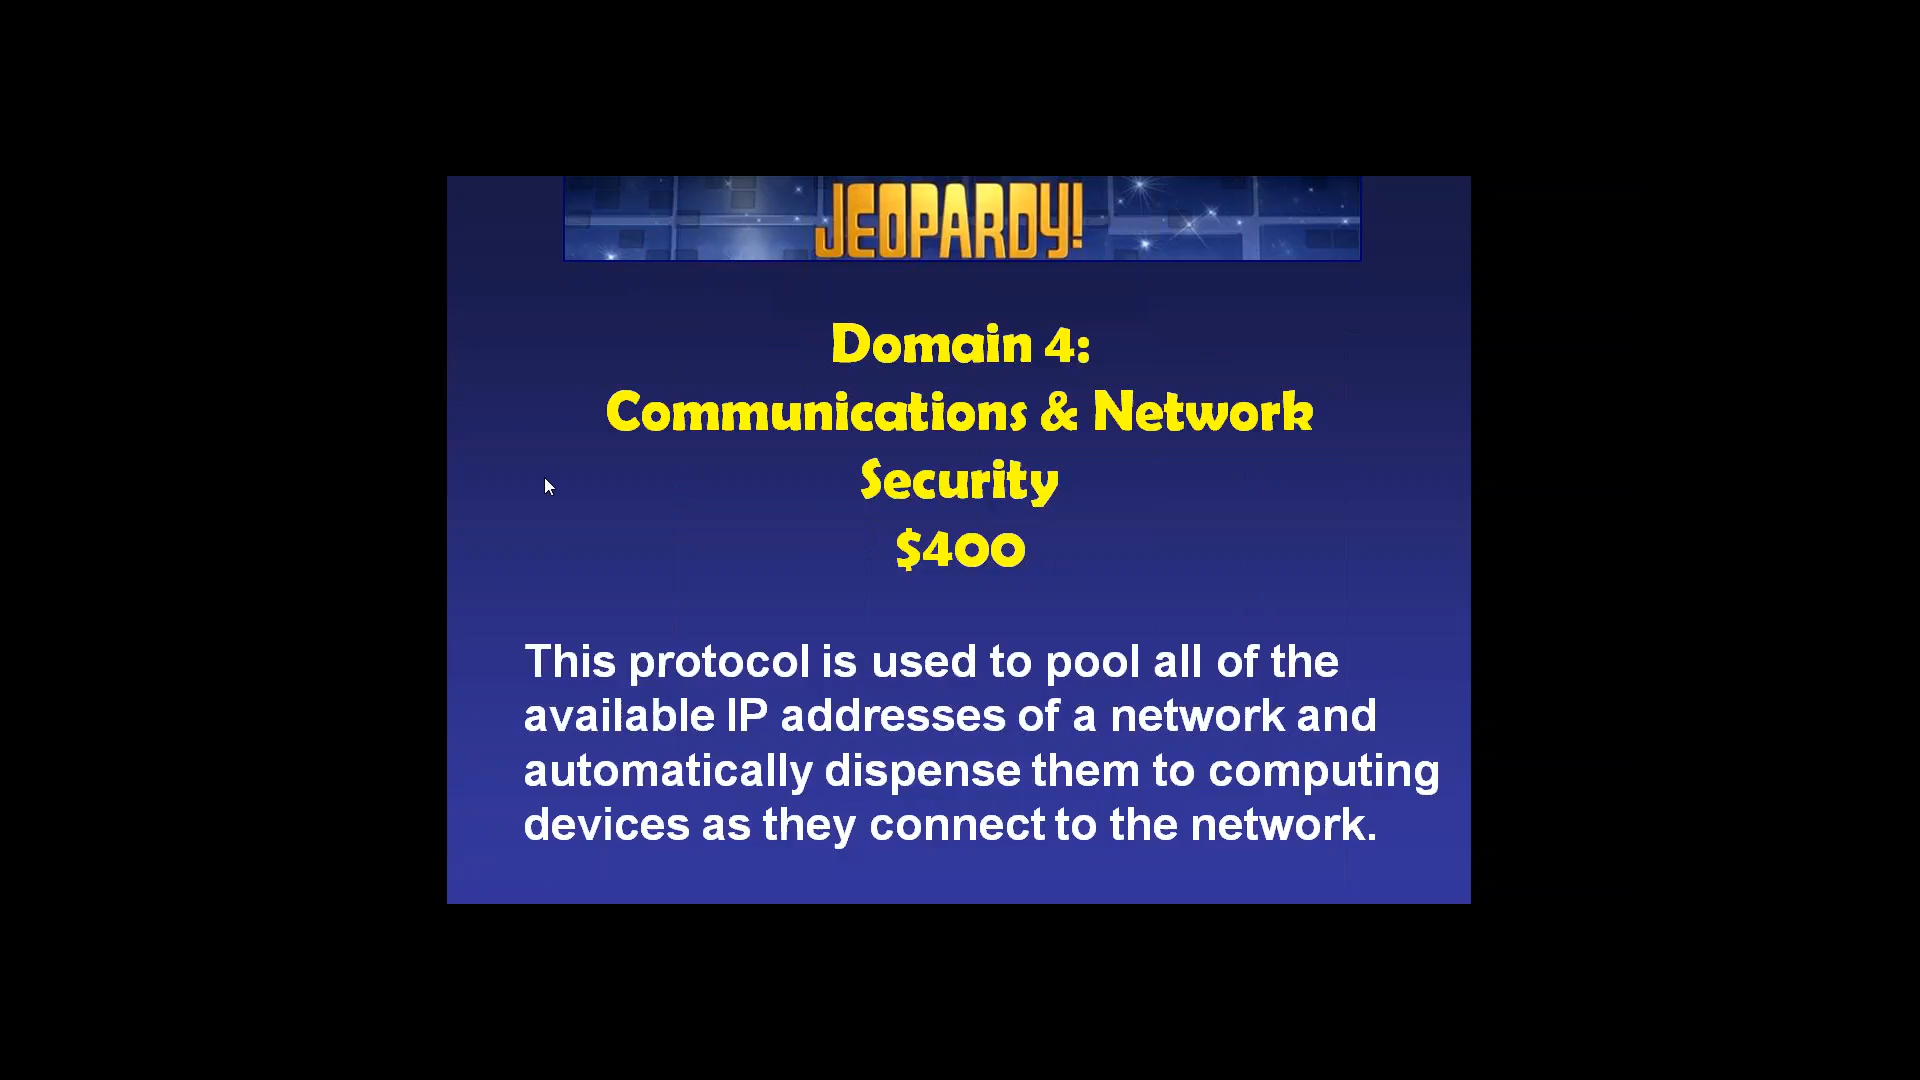 JEOPARDY!
Domain 4:
Communications & Network
Security
$400
This protocol is used to pool all of the
available IP addresses of a network and
automatically dispense them to computing
devices as they connect to the network.